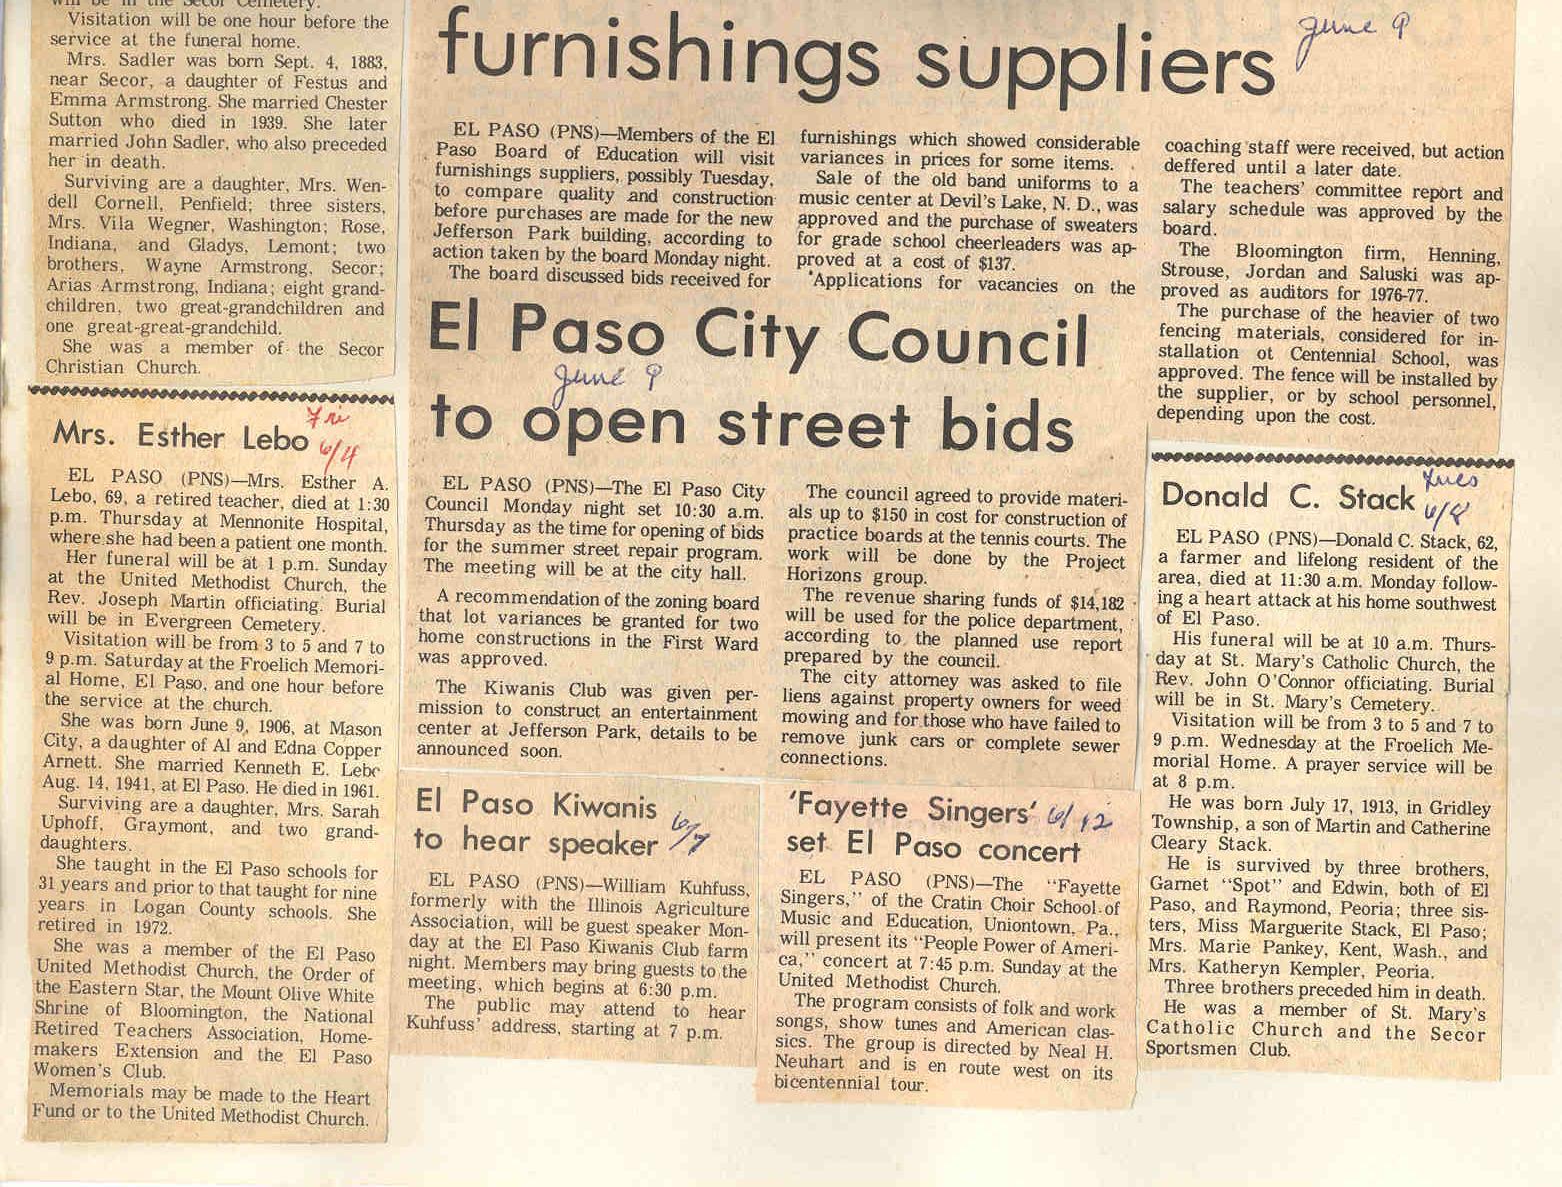 will be in the Secor Cemetery.
Visitation will be one hour before the
service at the funeral home.
Mrs. Sadler was born Sept. 4, 1883,
near Secor, a daughter of Festus and
Emma Armstrong. She married Chester
Sutton who died in 1939. She later
married John Sadler, who also preceded
her in death.
Surviving are a daughter, Mrs. Wen-
dell Cornell, Penfield; three sisters,
Mrs. Vila Wegner, Washington; Rose,
Indiana, and Gladys, Lemont; two
brothers, Wayne Armstrong, Secor;
Arias Armstrong, Indiana; eight grand-
children, two great-grandchildren and
one great-great-grandchild.
She was a member of the Secor
Christian Church.
Mrs. Esther Lebo
Fri
6/4
EL PASO (PNS)—Mrs. Esther A.
Lebo, 69, a retired teacher, died at 1:30
p.m. Thursday at Mennonite Hospital,
where she had been a patient one month.
Her funeral will be at 1 p.m. Sunday
at the United Methodist Church, the
Rev. Joseph Martin officiating. Burial
will be in Evergreen Cemetery.
Visitation will be from 3 to 5 and 7 to
9 p.m. Saturday at the Froelich Memori-
al Home, El Paso, and one hour before
the service at the church.
She was born June 9, 1906, at Mason
City, a daughter of Al and Edna Copper
Arnett. She married Kenneth E. Lebo
Aug. 14, 1941, at El Paso. He died in 1961.
Surviving are a daughter, Mrs. Sarah
Uphoff, Graymont, and two grand-
daughters.
She taught in the El Paso schools for
31 years and prior to that taught for nine
years in Logan County schools. She
retired in 1972.
She was a member of the El Paso
United Methodist Church, the Order of
the Eastern Star, the Mount Olive White
Shrine of Bloomington, the National
Retired Teachers Association, Home-
makers Extension and the El Paso
Women's Club.
Memorials may be made to the Heart
Fund or to the United Methodist Church.
furnishings suppliers
June 9
EL PASO (PNS)—Members of the El
Paso Board of Education will visit
furnishings suppliers, possibly Tuesday,
to compare quality and construction
before purchases are made for the new
Jefferson Park building, according to
action taken by the board Monday night.
The board discussed bids received for
furnishings which showed considerable
variances in prices for some items.
Sale of the old band uniforms to a
music center at Devil's Lake, N. D., was
approved and the purchase of sweaters
for grade school cheerleaders was ap-
proved at a cost of $137.
Applications for vacancies on the
coaching staff were received, but action
deffered until a later date.
The teachers' committee report and
salary schedule was approved by the
board.
The Bloomington firm, Henning,
Strouse, Jordan and Saluski was ap-
proved as auditors for 1976-77.
The purchase of the heavier of two
fencing materials, considered for in-
stallation ot Centennial School, was
approved. The fence will be installed by
the supplier, or by school personnel,
depending upon the cost.
El Paso City Council
June 9
to open street bids
EL PASO (PNS)—The El Paso City
Council Monday night set 10:30 a.m.
Thursday as the time for opening of bids
for the summer street repair program.
The meeting will be at the city hall.
A recommendation of the zoning board
that lot variances be granted for two
home constructions in the First Ward
was approved.
The Kiwanis Club was given per-
mission to construct an entertainment
center at Jefferson Park, details to be
announced soon.
The council agreed to provide materi-
als up to $150 in cost for construction of
practice boards at the tennis courts. The
work will be done by the Project
Horizons group.
The revenue sharing funds of $14,182
will be used for the police department,
according to the planned use report
prepared by the council.
The city attorney was asked to file
liens against property owners for weed
mowing and for those who have failed to
remove junk cars or complete sewer
connections.
El Paso Kiwanis
to hear speaker
6/7
EL PASO (PNS)—William Kuhfuss,
formerly with the Illinois Agriculture
Association, will be guest speaker Mon-
day at the El Paso Kiwanis Club farm
night. Members may bring guests to the
meeting, which begins at 6:30 p.m.
The public may attend to hear
Kuhfuss' address, starting at 7 p.m.
'Fayette Singers' 6/12
set El Paso concert
EL PASO (PNS)—The "Fayette
Singers," of the Cratin Choir School of
Music and Education, Uniontown, Pa.,
will present its "People Power of Ameri-
ca," concert at 7:45 p.m. Sunday at the
United Methodist Church.
The program consists of folk and work
songs, show tunes and American clas-
sics. The group is directed by Neal H.
Neuhart and is en route west on its
bicentennial tour.
Donald C. Stack
Tues
6/8
EL PASO (PNS)—Donald C. Stack, 62,
a farmer and lifelong resident of the
area, died at 11:30 a.m. Monday follow-
ing a heart attack at his home southwest
of El Paso.
His funeral will be at 10 a.m. Thurs-
day at St. Mary's Catholic Church, the
Rev. John O'Connor officiating. Burial
will be in St. Mary's Cemetery.
Visitation will be from 3 to 5 and 7 to
9 p.m. Wednesday at the Froelich Me-
morial Home. A prayer service will be
at 8 p.m.
He was born July 17, 1913, in Gridley
Township, a son of Martin and Catherine
Cleary Stack.
He is survived by three brothers,
Garnet "Spot" and Edwin, both of El
Paso, and Raymond, Peoria; three sis-
ters, Miss Marguerite Stack, El Paso;
Mrs. Marie Pankey, Kent, Wash., and
Mrs. Katheryn Kempler, Peoria.
Three brothers preceded him in death.
He was a member of St. Mary's
Catholic Church and the Secor
Sportsmen Club.